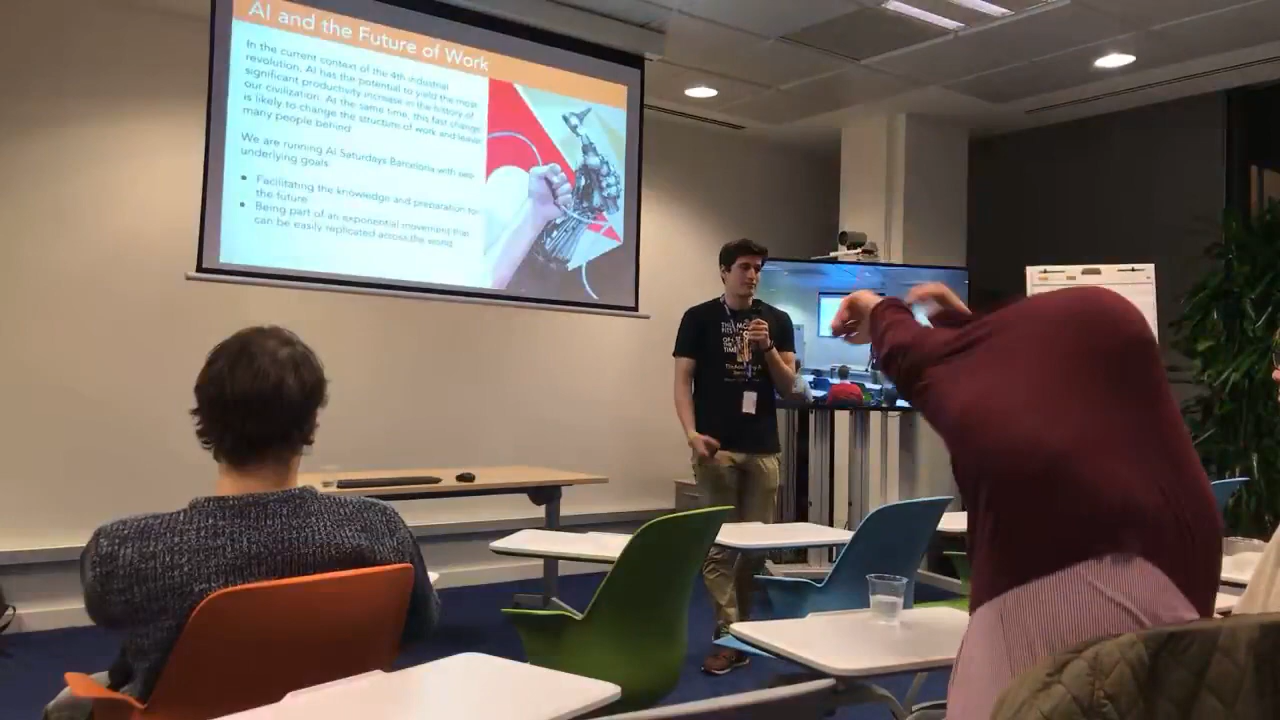 AI and the Future of Work
In the current context of the 4th industrial
revolution, AI has the potential to yield the most
significant productivity increase in the history of
our civilization. As the same time, this fast change
is likely to change the structure of work and leave
many people behind.
We are running AI Saturdays Barcelona with two
underlying goals:
Facilitating the knowledge and preparation for
the future
Being part of an exponential movement that
can be easily replicated across the world